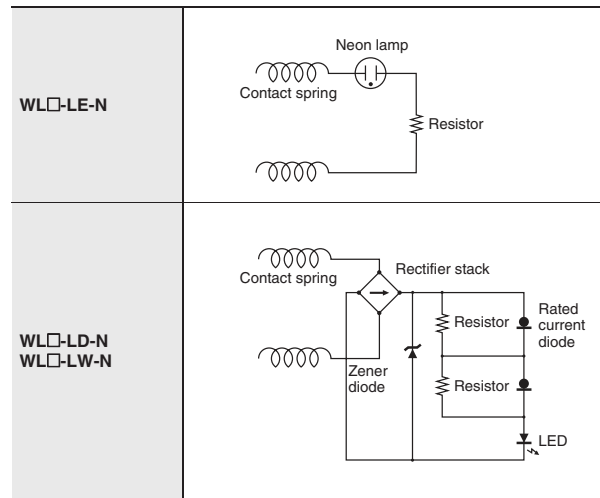 WL□-LE-N
Neon lamp
Contact spring
Resistor
WL□-LD-N
WL□-LW-N
Contact spring
Rectifier stack
Resistor
Rated
current
diode
Zener
diode
Resistor
LED